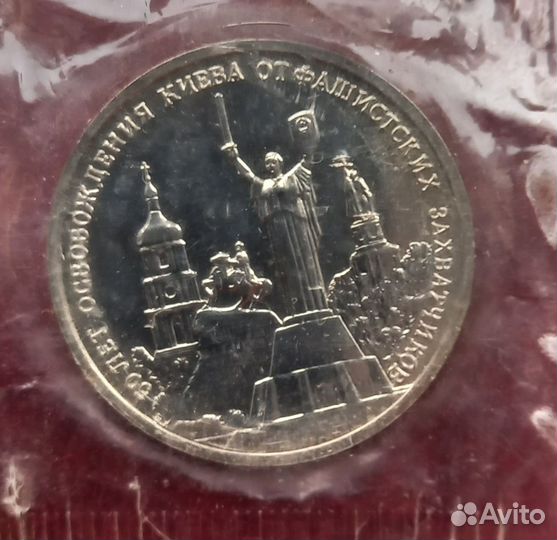 50 ЛЕТ ОСВОБОЖДЕНИЯ КИЕВА ОТ ФАШИСТСКИХ ЗАХВАТЧИКОВ
Avito